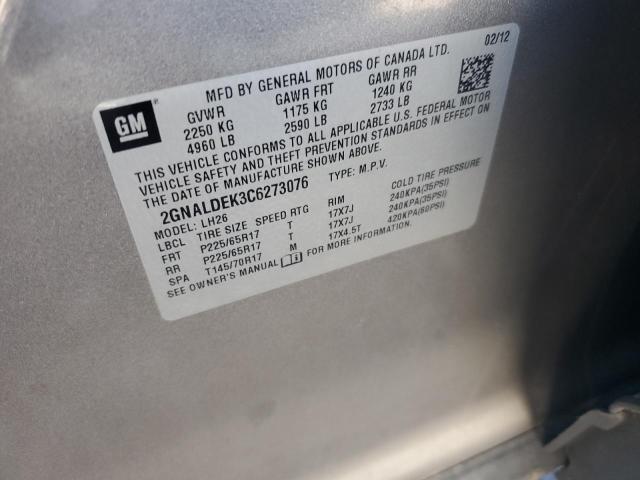 02/12
MFD BY GENERAL MOTORS OF CANADA LTD.
GM
GVWR GAWR FRT GAWR RR
2250 KG 1175 KG 1240 KG
4960 LB 2590 LB 2733 LB
THIS VEHICLE CONFORMS TO ALL APPLICABLE U.S. FEDERAL MOTOR
VEHICLE SAFETY AND THEFT PREVENTION STANDARDS IN EFFECT ON
THE DATE OF MANUFACTURE SHOWN ABOVE.
2GNALDEK3C6273076 TYPE: M.P.V.
MODEL: LH26
LBCL TIRE SIZE SPEED RTG RIM COLD TIRE PRESSURE
FRT P225/65R17 T 17X7J 240KPA(35PSI)
RR P225/65R17 T 17X7J 240KPA(35PSI)
SPA T145/70R17 M 17X4.5T 420KPA(60PSI)
SEE OWNER'S MANUAL FOR MORE INFORMATION.